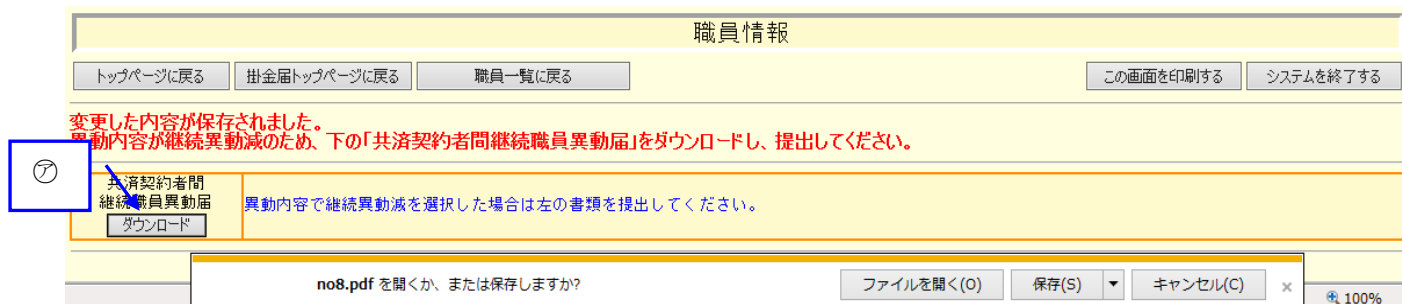 職員情報
トップページに戻る 掛金届トップページに戻る 職員一覧に戻る この画面を印刷する システムを終了する
変更した内容が保存されました。
異動内容が継続異動減のため、下の「共済契約者間継続職員異動届」をダウンロードし、提出してください。
㋐
共済契約者間
継続職員異動届
ダウンロード
異動内容で継続異動減を選択した場合は左の書類を提出してください。
no8.pdf を開くか、または保存しますか?
ファイルを開く(O) 保存(S) ▼ キャンセル(C) ×
100%